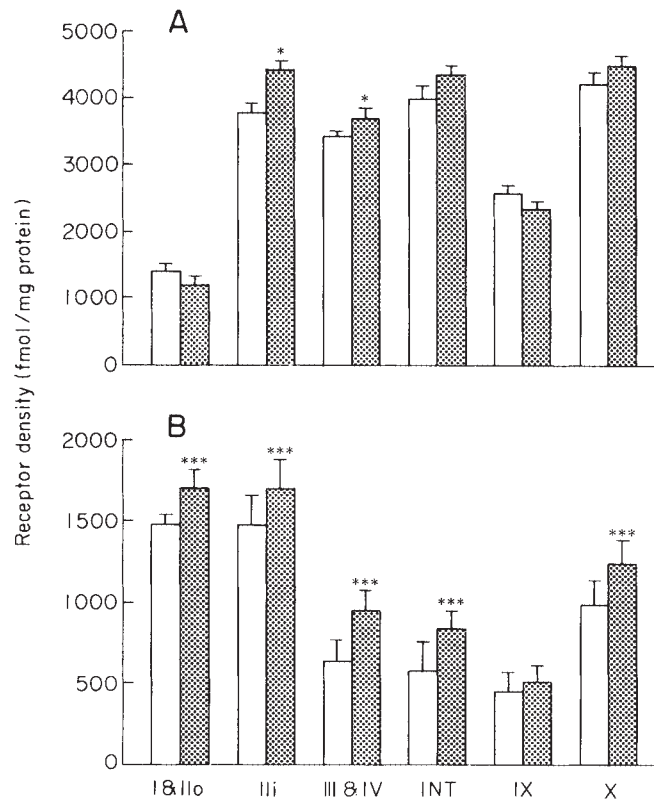 A
5000
4000
3000
2000
1000
0
* * 
Receptor density (fmol/mg protein)
B
2000
1500
1000
500
0
*** *** *** *** ***
I & IIo IIi III & IV INT IX X